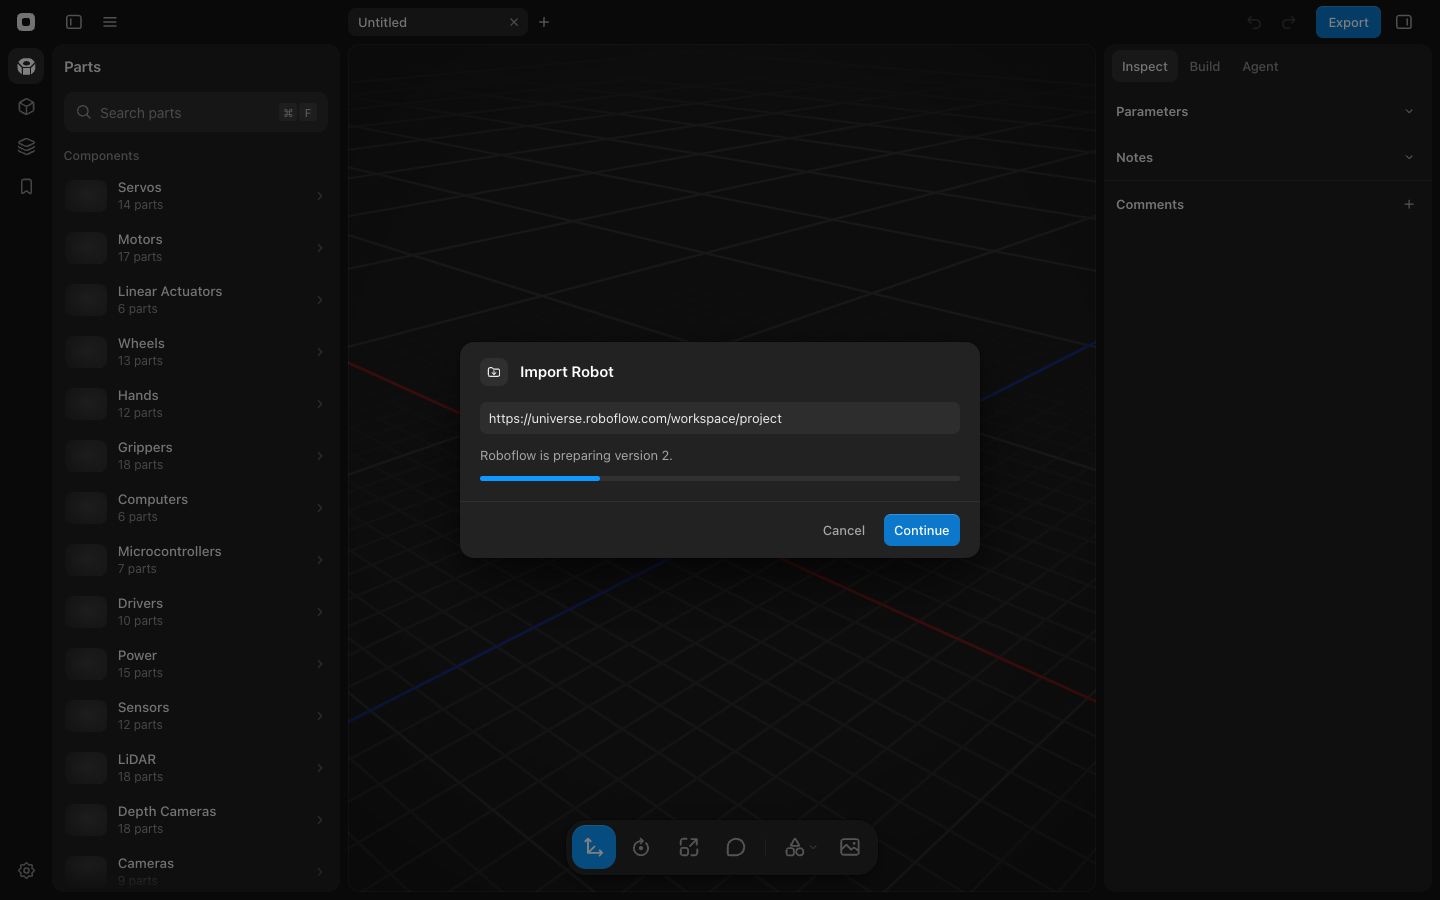 Untitled
Export
Parts
Search parts
⌘ F
Components
Servos
14 parts
Motors
17 parts
Linear Actuators
6 parts
Wheels
13 parts
Hands
12 parts
Grippers
18 parts
Computers
6 parts
Microcontrollers
7 parts
Drivers
10 parts
Power
15 parts
Sensors
12 parts
LiDAR
18 parts
Depth Cameras
18 parts
Cameras
9 parts
Import Robot
https://universe.roboflow.com/workspace/project
Roboflow is preparing version 2.
Cancel
Continue
Inspect
Build
Agent
Parameters
Notes
Comments